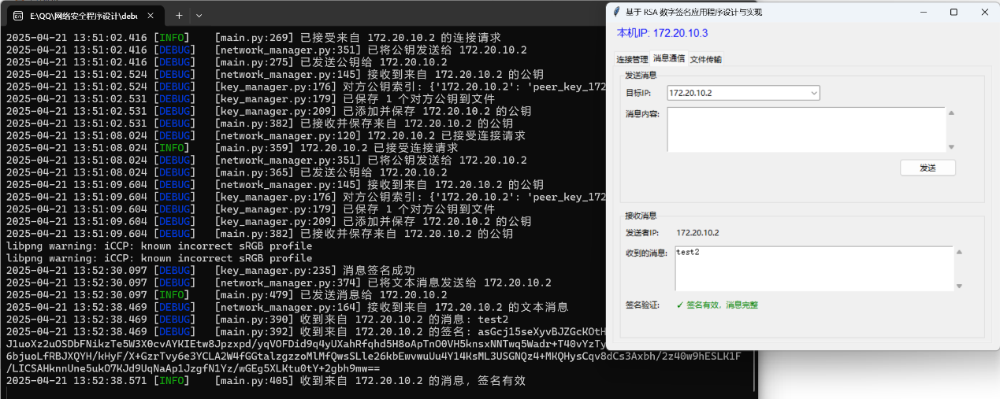 E:\QQ\网络安全程序设计\debu
2025-04-21 13:51:02.416 [INFO] [main.py:269] 已接受来自 172.20.10.2 的连接请求
2025-04-21 13:51:02.416 [DEBUG] [network_manager.py:351] 已将公钥发送给 172.20.10.2
2025-04-21 13:51:02.416 [DEBUG] [main.py:275] 已发送公钥给 172.20.10.2
2025-04-21 13:51:02.524 [DEBUG] [network_manager.py:145] 接收到来自 172.20.10.2 的公钥
2025-04-21 13:51:02.524 [DEBUG] [key_manager.py:176] 对方公钥索引: {'172.20.10.2': 'peer_key_172
2025-04-21 13:51:02.531 [DEBUG] [key_manager.py:179] 已保存 1 个对方公钥到文件
2025-04-21 13:51:02.531 [DEBUG] [key_manager.py:209] 已添加并保存 172.20.10.2 的公钥
2025-04-21 13:51:02.531 [DEBUG] [main.py:382] 已接收并保存来自 172.20.10.2 的公钥
2025-04-21 13:51:08.024 [DEBUG] [network_manager.py:120] 172.20.10.2 已接受连接请求
2025-04-21 13:51:08.024 [INFO] [main.py:359] 172.20.10.2 已接受连接请求
2025-04-21 13:51:08.024 [DEBUG] [network_manager.py:351] 已将公钥发送给 172.20.10.2
2025-04-21 13:51:08.024 [DEBUG] [main.py:365] 已发送公钥给 172.20.10.2
2025-04-21 13:51:09.604 [DEBUG] [network_manager.py:145] 接收到来自 172.20.10.2 的公钥
2025-04-21 13:51:09.604 [DEBUG] [key_manager.py:176] 对方公钥索引: {'172.20.10.2': 'peer_key_172
2025-04-21 13:51:09.604 [DEBUG] [key_manager.py:179] 已保存 1 个对方公钥到文件
2025-04-21 13:51:09.604 [DEBUG] [key_manager.py:209] 已添加并保存 172.20.10.2 的公钥
2025-04-21 13:51:09.604 [DEBUG] [main.py:382] 已接收并保存来自 172.20.10.2 的公钥
libpng warning: iCCP: known incorrect sRGB profile
libpng warning: iCCP: known incorrect sRGB profile
2025-04-21 13:52:30.097 [DEBUG] [key_manager.py:235] 消息签名成功
2025-04-21 13:52:30.097 [DEBUG] [network_manager.py:374] 已将文本消息发送给 172.20.10.2
2025-04-21 13:52:30.097 [INFO] [main.py:479] 已发送消息给 172.20.10.2
2025-04-21 13:52:38.469 [DEBUG] [network_manager.py:164] 接收到来自 172.20.10.2 的文本消息
2025-04-21 13:52:38.469 [DEBUG] [main.py:390] 收到来自 172.20.10.2 的消息: test2
2025-04-21 13:52:38.469 [DEBUG] [main.py:392] 收到来自 172.20.10.2 的签名: asGcj15seXyvBJZGcKOtH
J1uoXz2uOSDbFNikzTe5W3X0cvAYKIEtw8Jpzxpd/yqVOFDid9q4yUXahRfqhd5H8oApTnO0VH5knsxNNTwq5Wadr+T40vYzTy
6bjuoLfRBJXQYH/kHyF/X+GzrTvy6e3YCLA2W4fGGtalzgzzoMlMfQwsSLle26kbEwvwuUu4Y14KsML3USGNQz4+MKQHysCqv8dCs3Axbh/2z40w9hESLK1F
/LICSAHknnUne5ukO7KJd9UqNaAp1JzgfN1Yz/wGEg5XLKtu0tY+2gbh9mw==
2025-04-21 13:52:38.571 [INFO] [main.py:405] 收到来自 172.20.10.2 的消息, 签名有效
基于 RSA 数字签名应用程序设计与实现
本机IP: 172.20.10.3
连接管理 消息通信 文件传输
发送消息
目标IP: 172.20.10.2
消息内容:
发送
接收消息
发送者IP: 172.20.10.2
收到的消息: test2
签名验证: ✓ 签名有效，消息完整